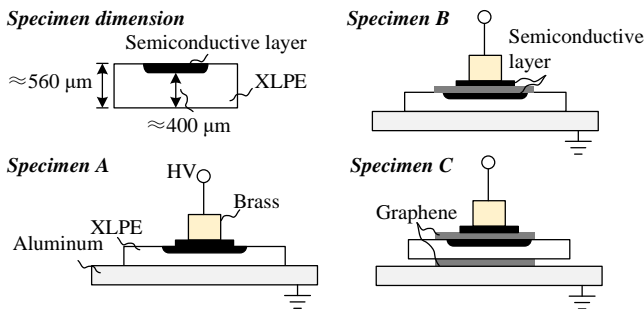 Specimen dimension
Semiconductive layer
≈560 μm
XLPE
≈400 μm
Specimen B
Semiconductive
layer
Specimen A
HV
Brass
XLPE
Aluminum
Specimen C
Graphene